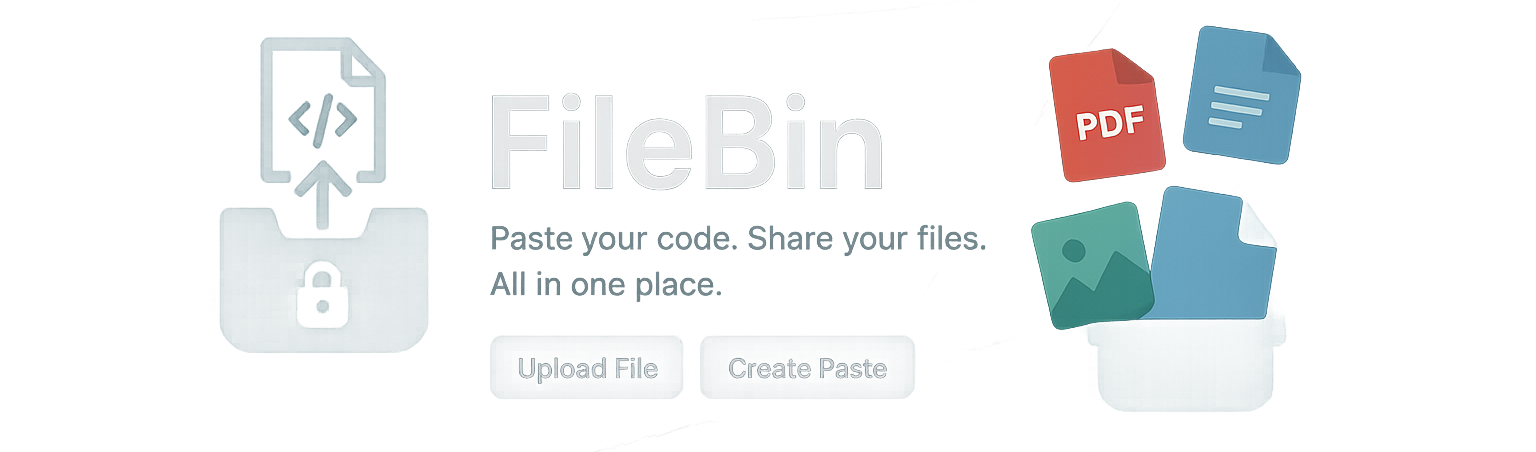 </>
FileBin
Paste your code. Share your files.
All in one place.
Upload File
Create Paste
PDF